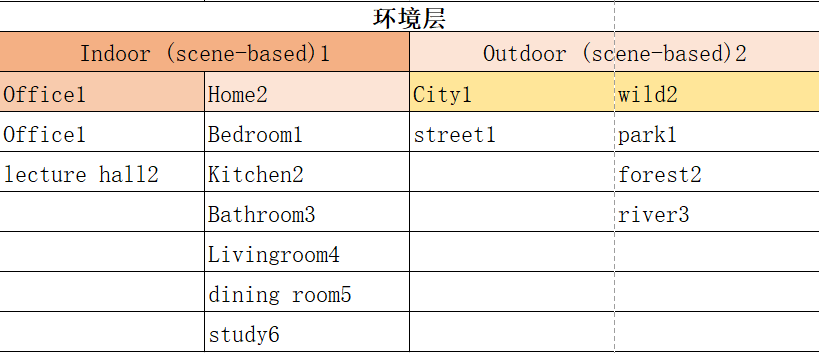 环境层
Indoor (scene-based)1 Outdoor (scene-based)2
Office1 Home2 City1 wild2
Office1 Bedroom1 street1 park1
lecture hall2 Kitchen2 forest2
Bathroom3 river3
Livingroom4
dining room5
study6